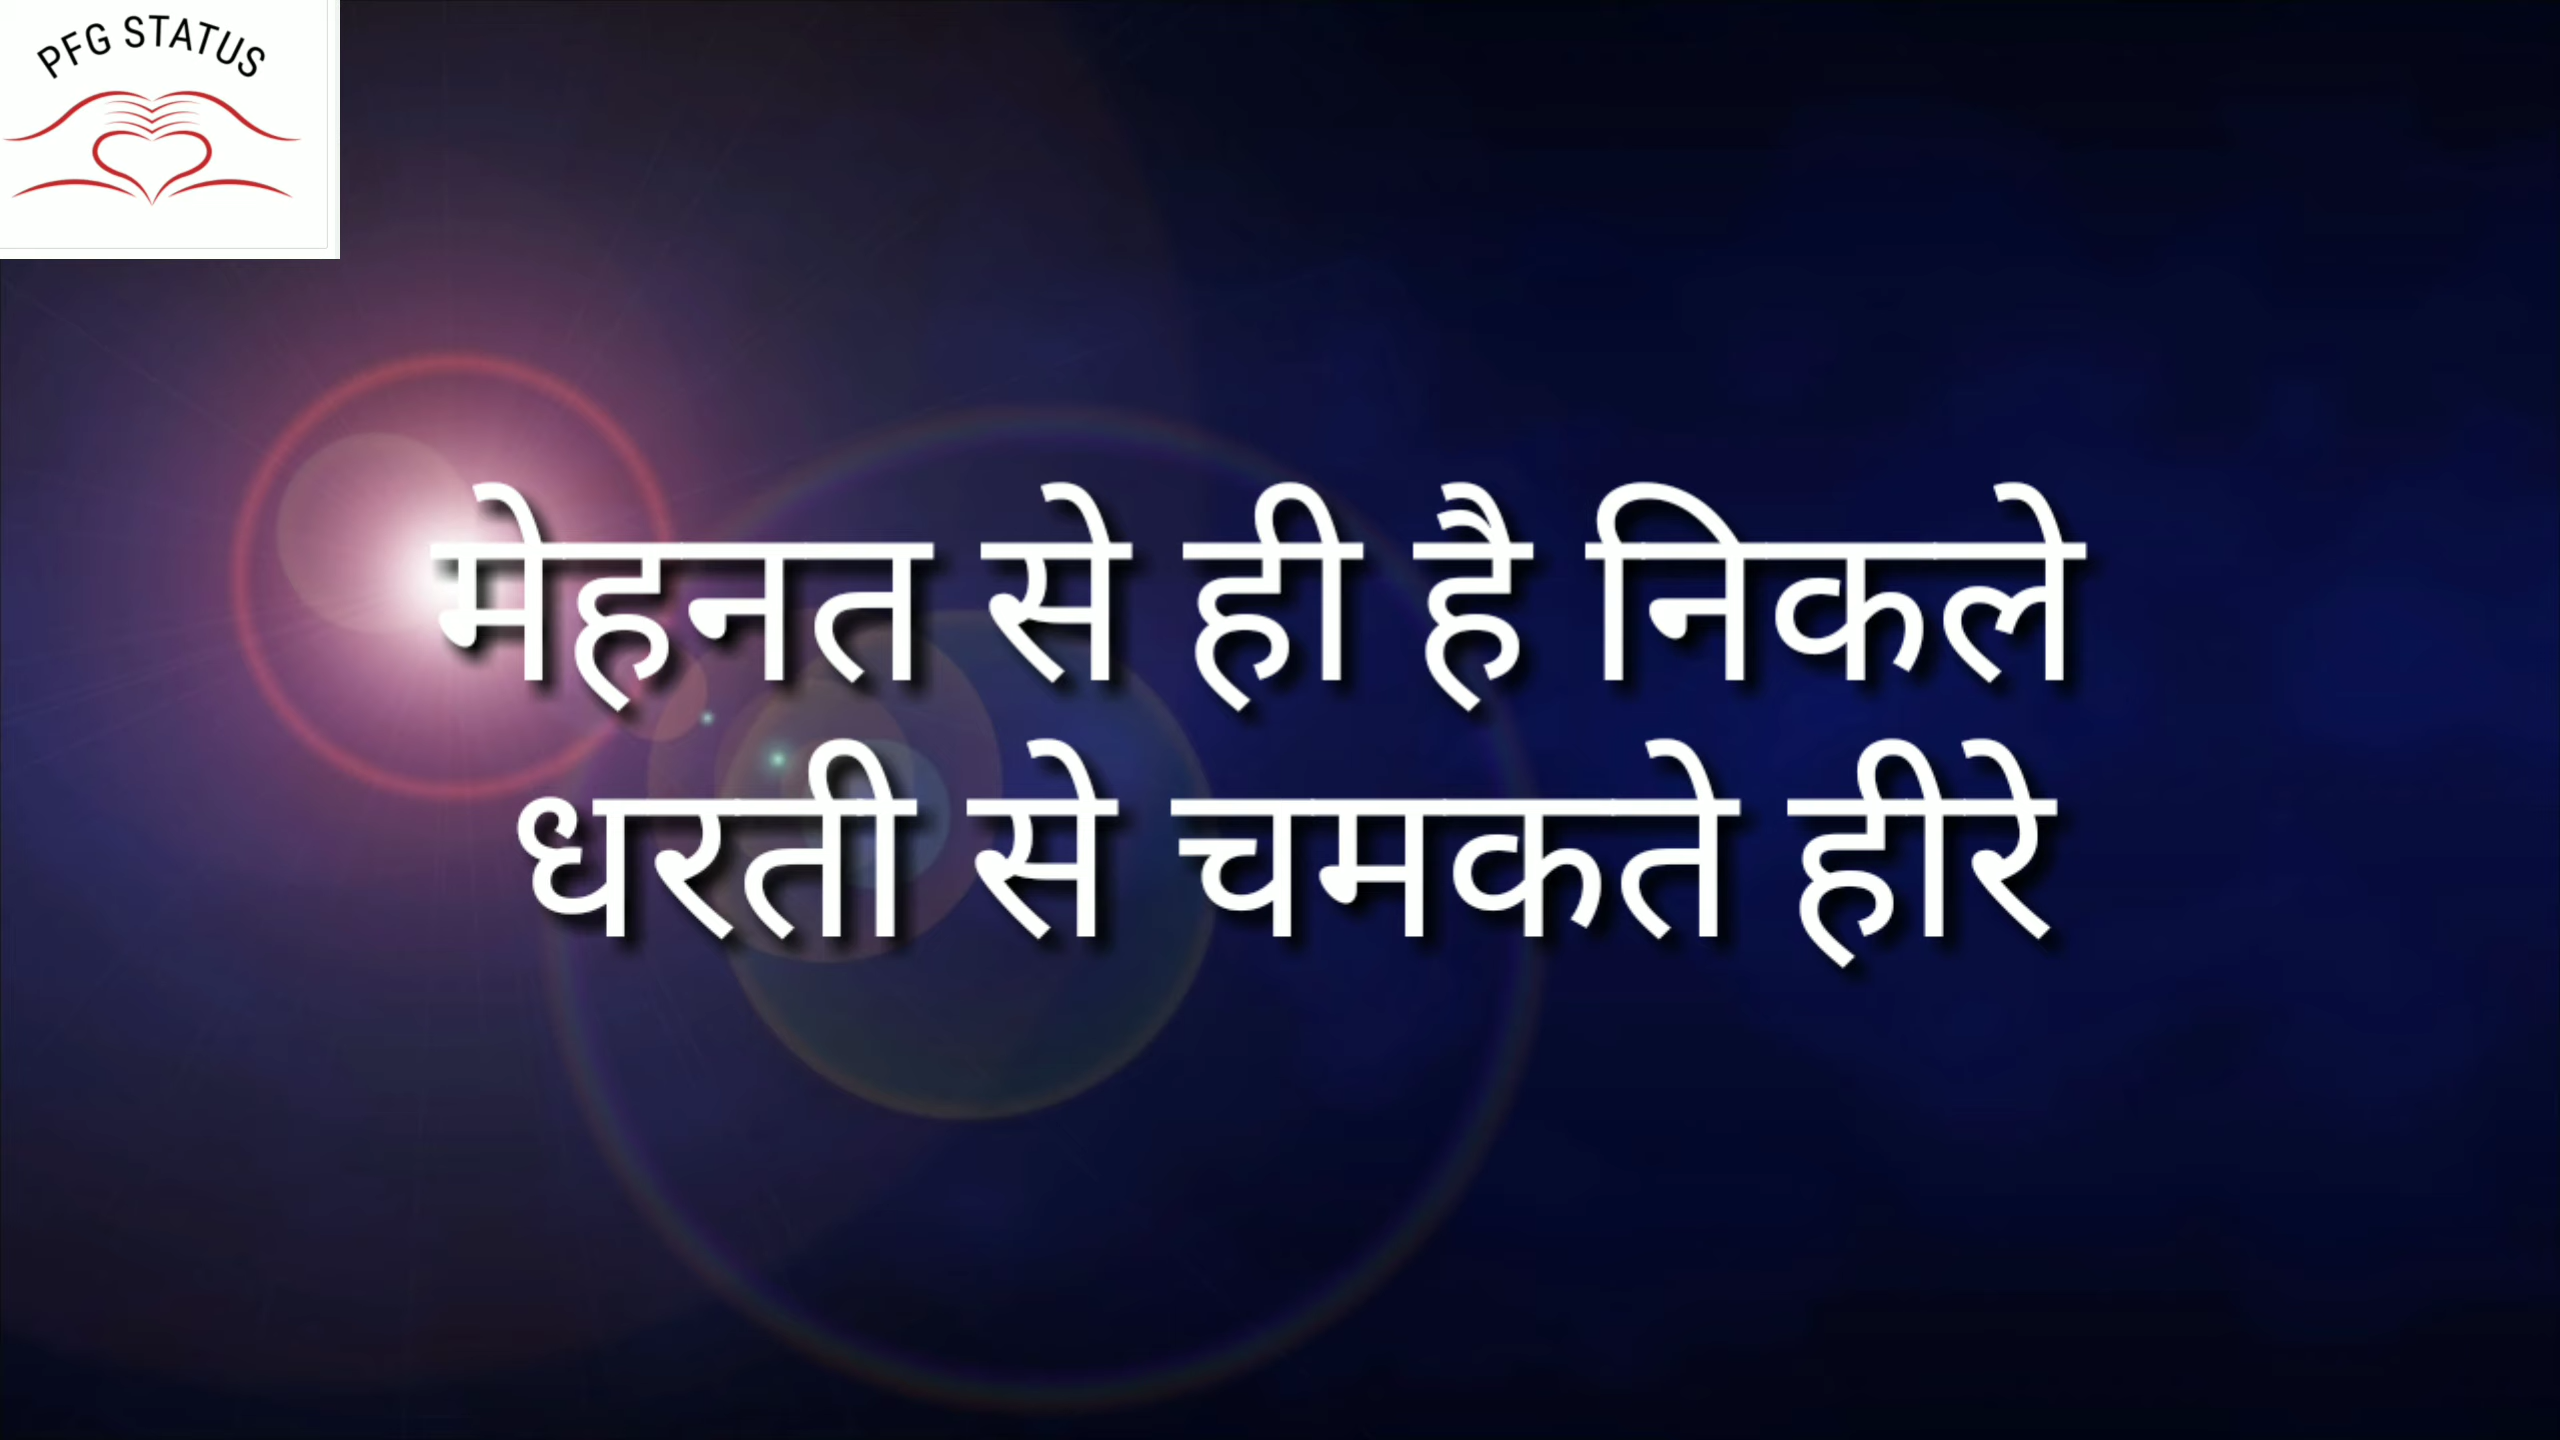 PFG STATUS
मेहनत से ही है निकले
धरती से चमकते हीरे